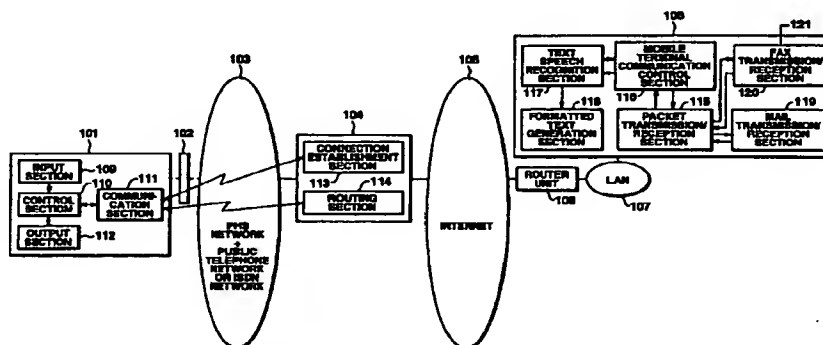 101
INPUT
SECTION
109
110
CONTROL
SECTION
111
COMMUNI-
CATION
SECTION
OUTPUT
SECTION
112
102
103
PHS
NETWORK
+
PUBLIC
TELEPHONE
NETWORK
OR ISDN
NETWORK
104
CONNECTION
ESTABLISHMENT
SECTION
113
114
ROUTING
SECTION
105
INTERNET
ROUTER
UNIT
106
LAN
107
108
TEXT
SPEECH
RECOGNITION
SECTION
117
MOBILE
TERMINAL
COMMUNICATION
CONTROL
SECTION
116
121
FAX
TRANSMISSION/
RECEPTION
SECTION
120
118
FORMATTED
TEXT
GENERATION
SECTION
115
PACKET
TRANSMISSION/
RECEPTION
SECTION
119
MAIL
TRANSMISSION/
RECEPTION
SECTION